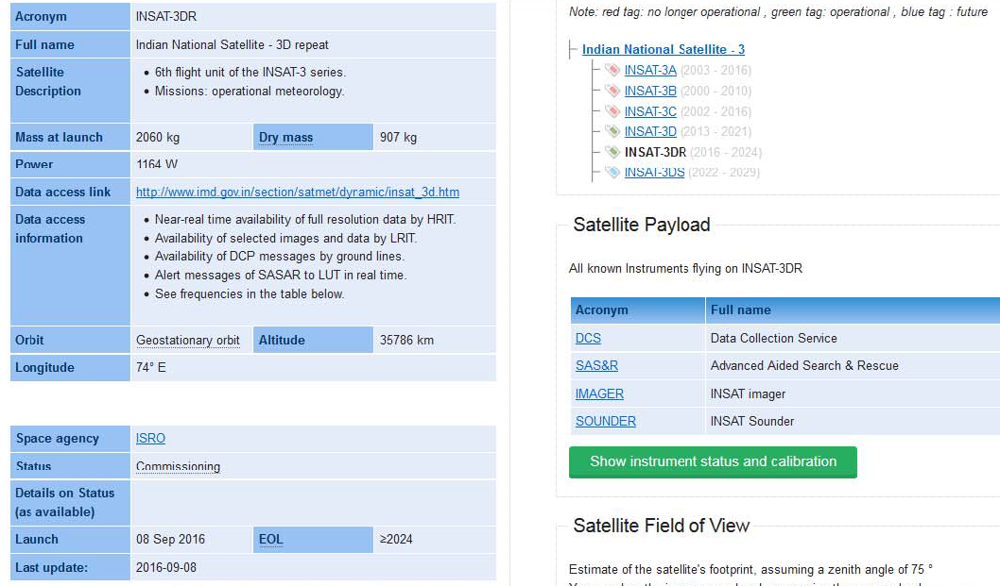 Acronym INSAT-3DR
Full name Indian National Satellite - 3D repeat
Satellite Description
• 6th flight unit of the INSAT-3 series.
• Missions: operational meteorology.
Mass at launch 2060 kg Dry mass 907 kg
Power 1164 W
Data access link http://www.imd.gov.in/section/satmet/dynamic/insat_3d.htm
Data access information
• Near-real time availability of full resolution data by HRIT.
• Availability of selected images and data by LRIT.
• Availability of DCP messages by ground lines.
• Alert messages of SASAR to LUT in real time.
• See frequencies in the table below.
Orbit Geostationary orbit Altitude 35786 km
Longitude 74° E
Space agency ISRO
Status Commissioning
Details on Status
(as available)
Launch 08 Sep 2016 EOL ≥2024
Last update: 2016-09-08
Note: red tag: no longer operational , green tag: operational , blue tag : future
Indian National Satellite - 3
INSAT-3A (2003 - 2016)
INSAT-3B (2000 - 2010)
INSAT-3C (2002 - 2016)
INSAT-3D (2013 - 2021)
INSAT-3DR (2016 - 2024)
INSAT-3DS (2022 - 2029)
Satellite Payload
All known Instruments flying on INSAT-3DR
Acronym Full name
DCS Data Collection Service
SAS&R Advanced Aided Search & Rescue
IMAGER INSAT imager
SOUNDER INSAT Sounder
Show instrument status and calibration
Satellite Field of View
Estimate of the satellite's footprint, assuming a zenith angle of 75 °